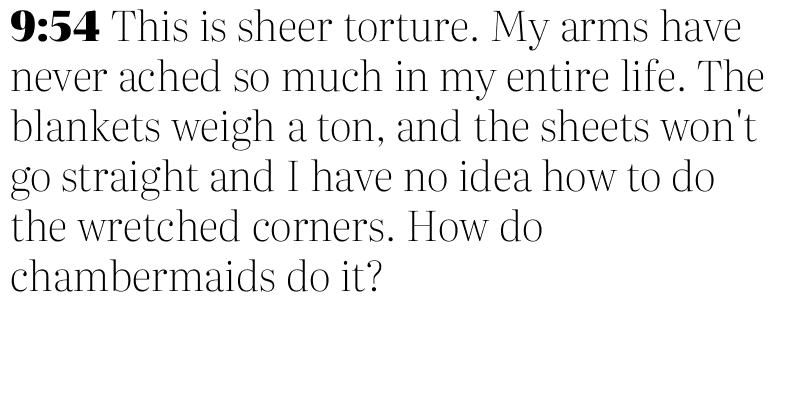 9:54 This is sheer torture. My arms have
never ached so much in my entire life. The
blankets weigh a ton, and the sheets won't
go straight and I have no idea how to do
the wretched corners. How do
chambermaids do it?